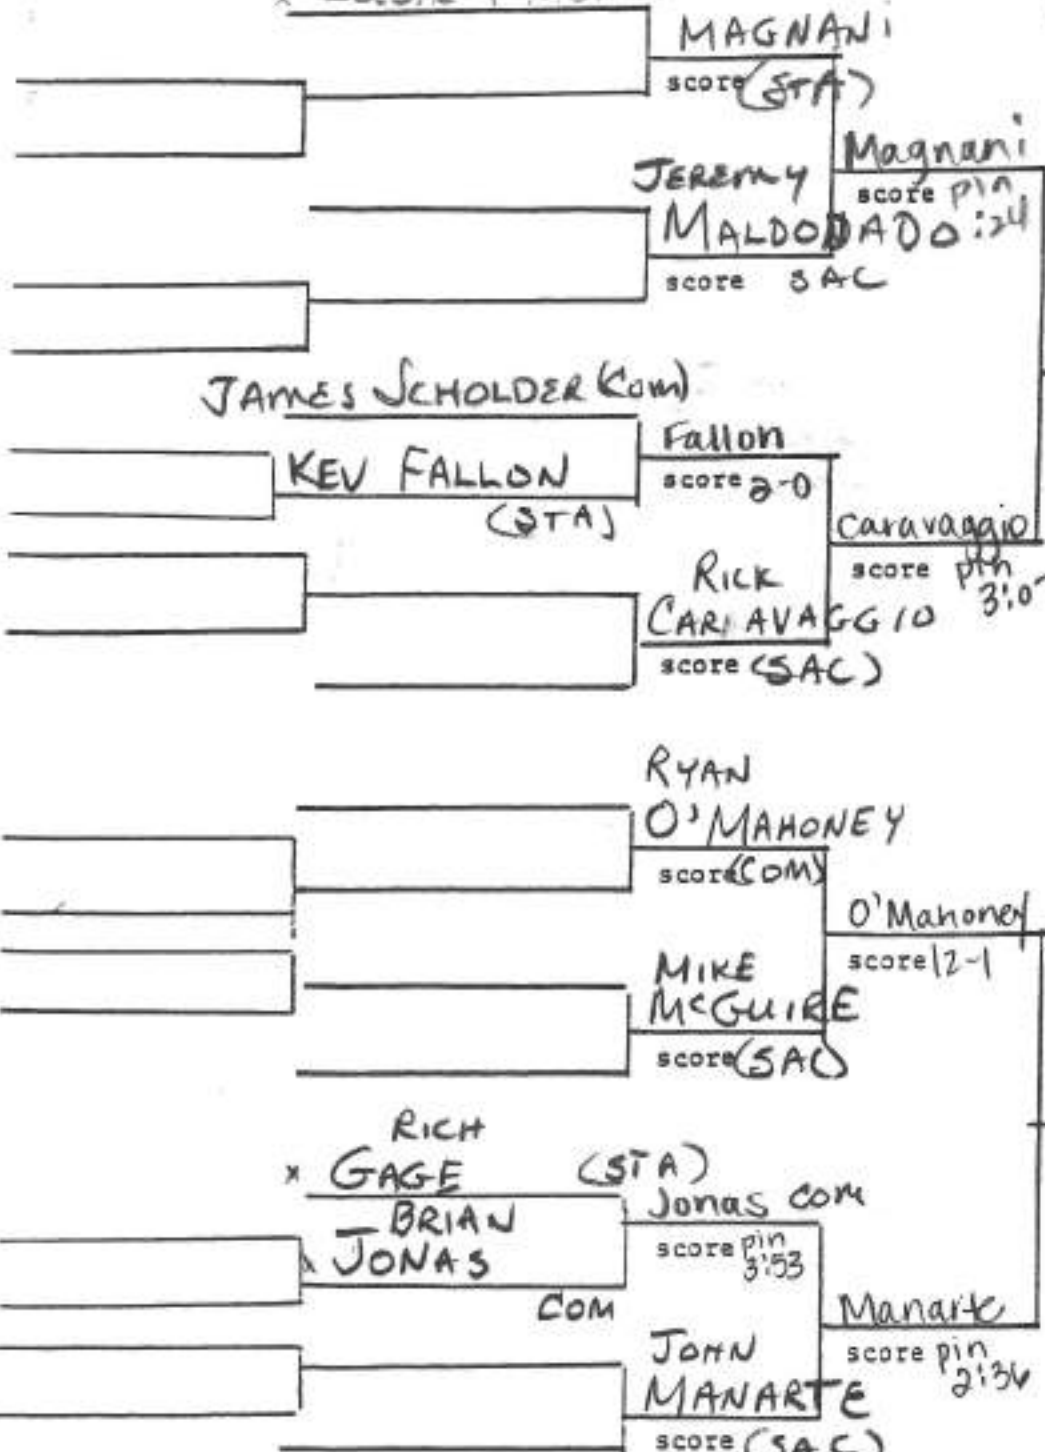 MAGNANI
score (STA)
Magnani
score pin
:24
JEREMY
MALDODADO
score SAC
JAMES SCHOLDER (Com)
Fallon
score 2-0
KEV FALLON
(STA)
Caravaggio
score pin
RICK
CARAVAGGIO
score (SAC)
RYAN
O'MAHONEY
score (COM)
O'Mahoney
score 12-1
MIKE
McGUIRE
score (SAC)
RICH
x GAGE (STA)
Jonas com
score pin
3:53
BRIAN
JONAS
COM
Manarte
score pin
2:36
JOHN
MANARTE
score (SAC)